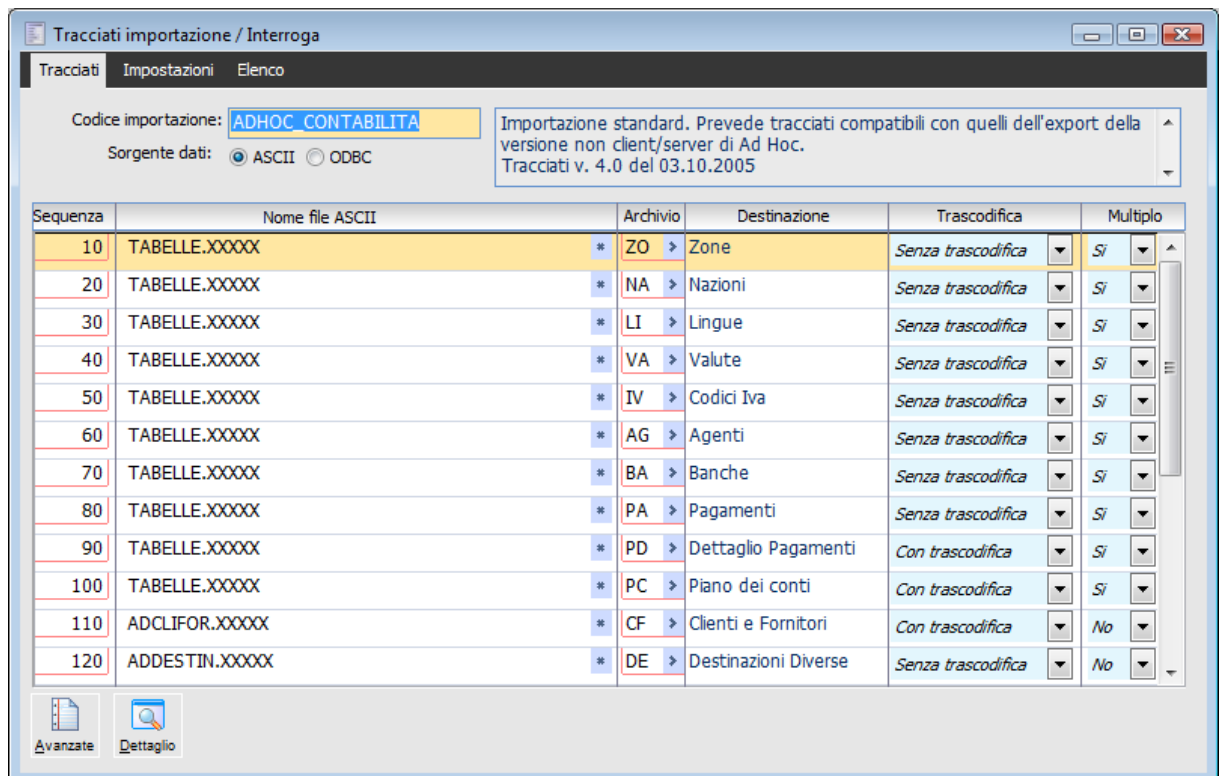 Tracciati importazione / Interroga
Tracciati Impostazioni Elenco
Codice importazione: ADHOC_CONTABILITA
Sorgente dati: ASCII ODBC
Importazione standard. Prevede tracciati compatibili con quelli dell'export della
versione non client/server di Ad Hoc.
Tracciati v. 4.0 del 03.10.2005
Sequenza Nome file ASCII Archivio Destinazione Trascodifica Multiplo
10 TABELLE.XXXXX * ZO > Zone Senza trascodifica Si
20 TABELLE.XXXXX * NA > Nazioni Senza trascodifica Si
30 TABELLE.XXXXX * LI > Lingue Senza trascodifica Si
40 TABELLE.XXXXX * VA > Valute Senza trascodifica Si
50 TABELLE.XXXXX * IV > Codici Iva Senza trascodifica Si
60 TABELLE.XXXXX * AG > Agenti Senza trascodifica Si
70 TABELLE.XXXXX * BA > Banche Senza trascodifica Si
80 TABELLE.XXXXX * PA > Pagamenti Senza trascodifica Si
90 TABELLE.XXXXX * PD > Dettaglio Pagamenti Con trascodifica Si
100 TABELLE.XXXXX * PC > Piano dei conti Con trascodifica Si
110 ADCLIFOR.XXXXX * CF > Clienti e Fornitori Con trascodifica No
120 ADDESTIN.XXXXX * DE > Destinazioni Diverse Senza trascodifica No
Avanzate Dettaglio